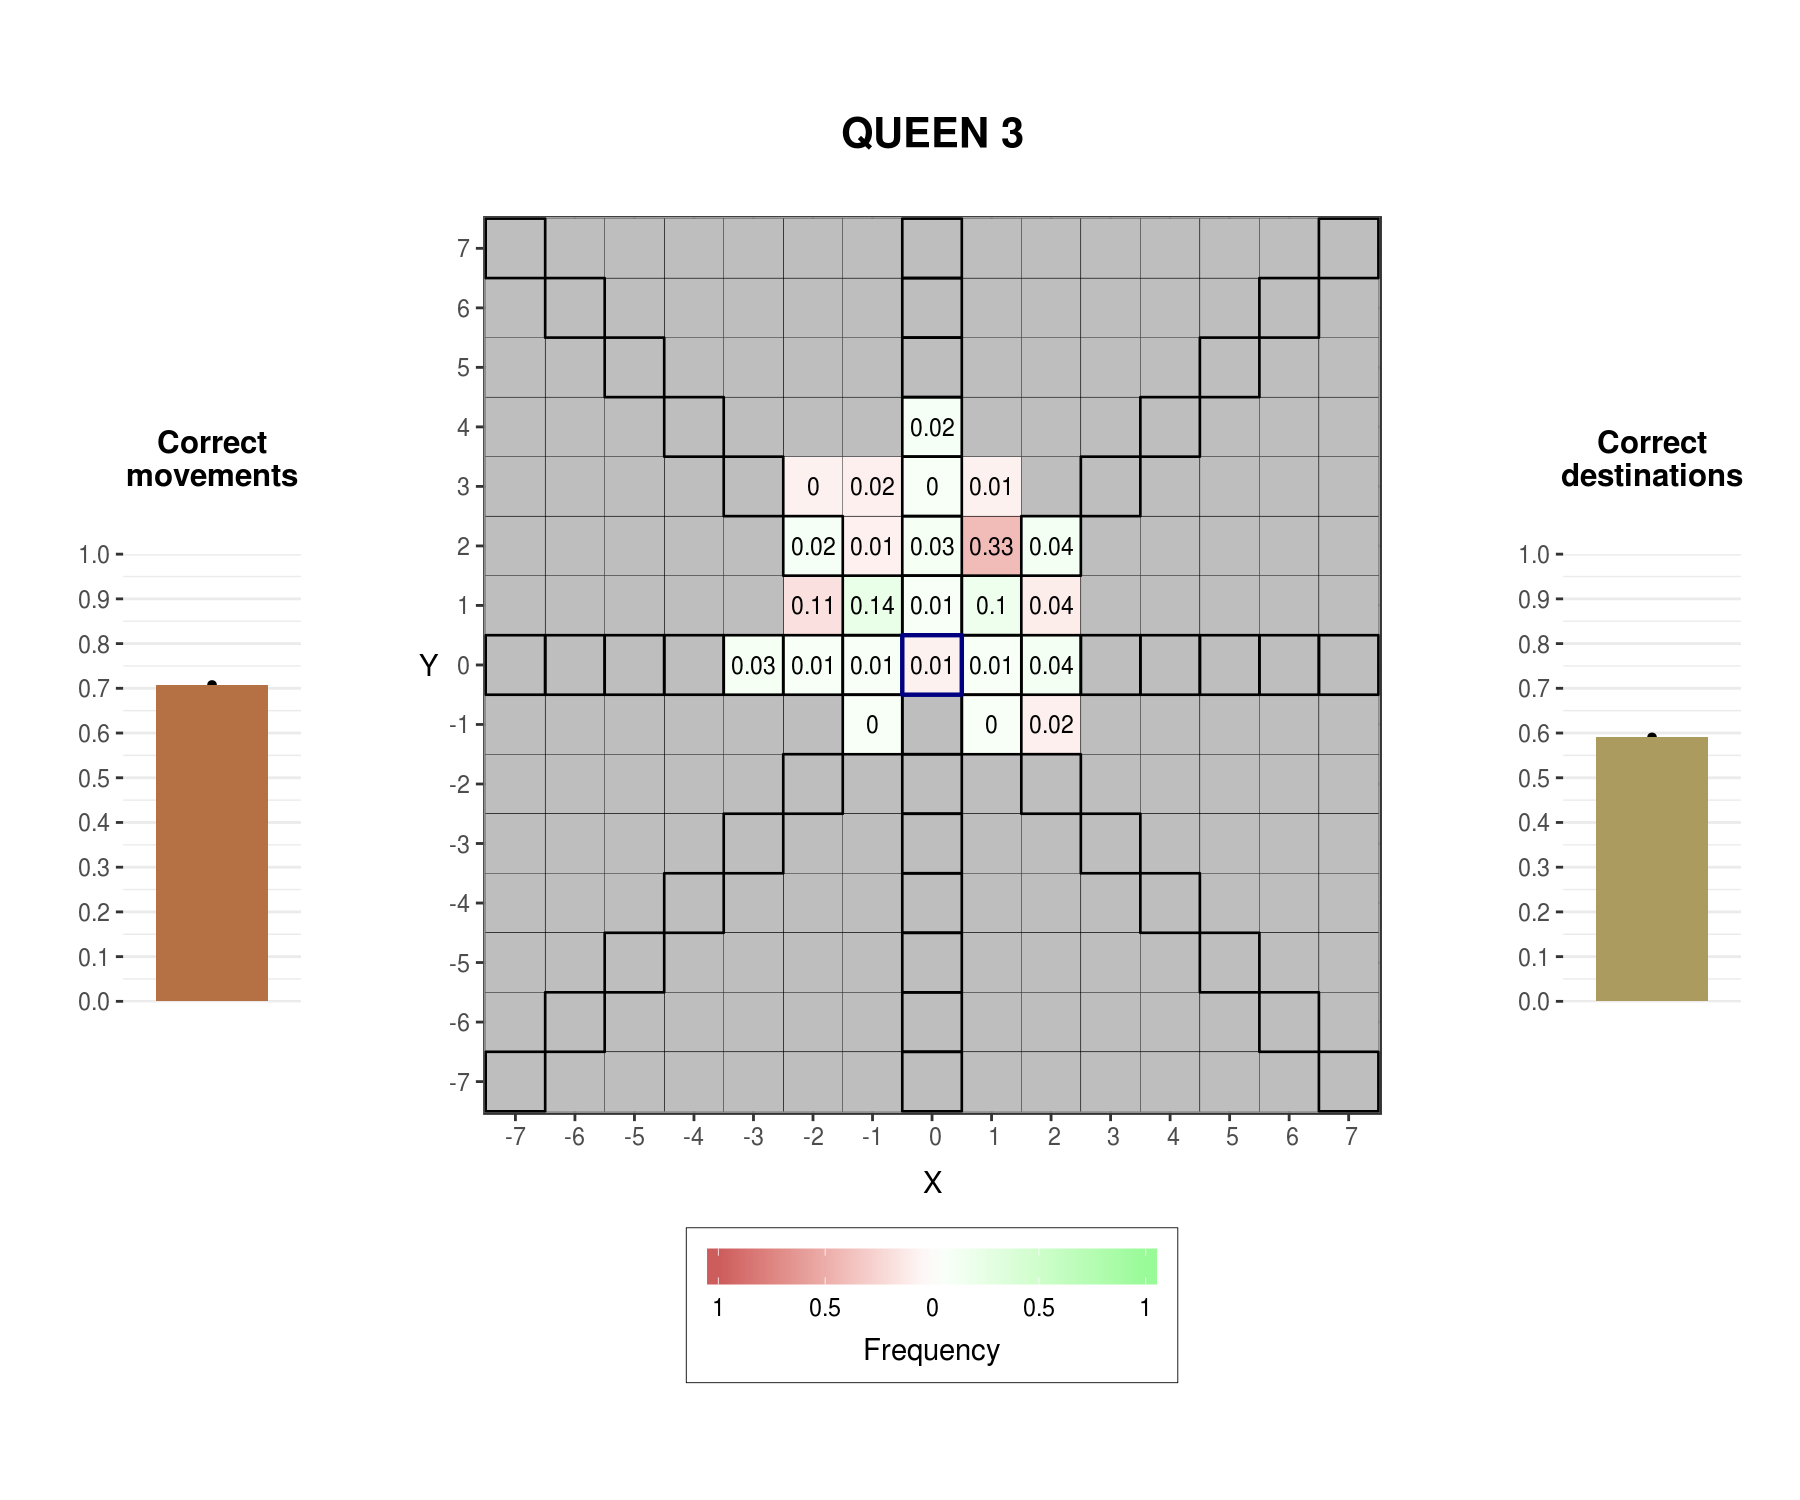 QUEEN 3
Correct
movements
1.0
0.9
0.8
0.7
0.6
0.5
0.4
0.3
0.2
0.1
0.0
Y
7
6
5
4 0.02
3 0 0.02 0 0.01
2 0.02 0.01 0.03 0.33 0.04
1 0.11 0.14 0.01 0.1 0.04
0 0.03 0.01 0.01 0.01 0.01 0.04
-1 0 0 0.02
-2
-3
-4
-5
-6
-7
-7 -6 -5 -4 -3 -2 -1 0 1 2 3 4 5 6 7
X
1 0.5 0 0.5 1
Frequency
Correct
destinations
1.0
0.9
0.8
0.7
0.6
0.5
0.4
0.3
0.2
0.1
0.0